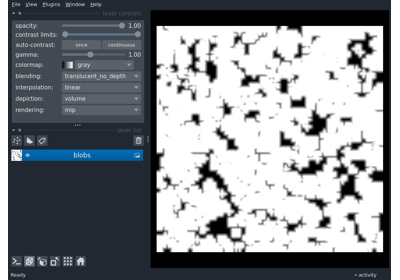 File View Plugins Window Help
layer controls
opacity: 1.00
contrast limits:
auto-contrast: once continuous
gamma: 1.00
colormap: gray
blending: translucent_no_depth
interpolation: linear
depiction: volume
rendering: mip
layer list
blobs
Ready activity